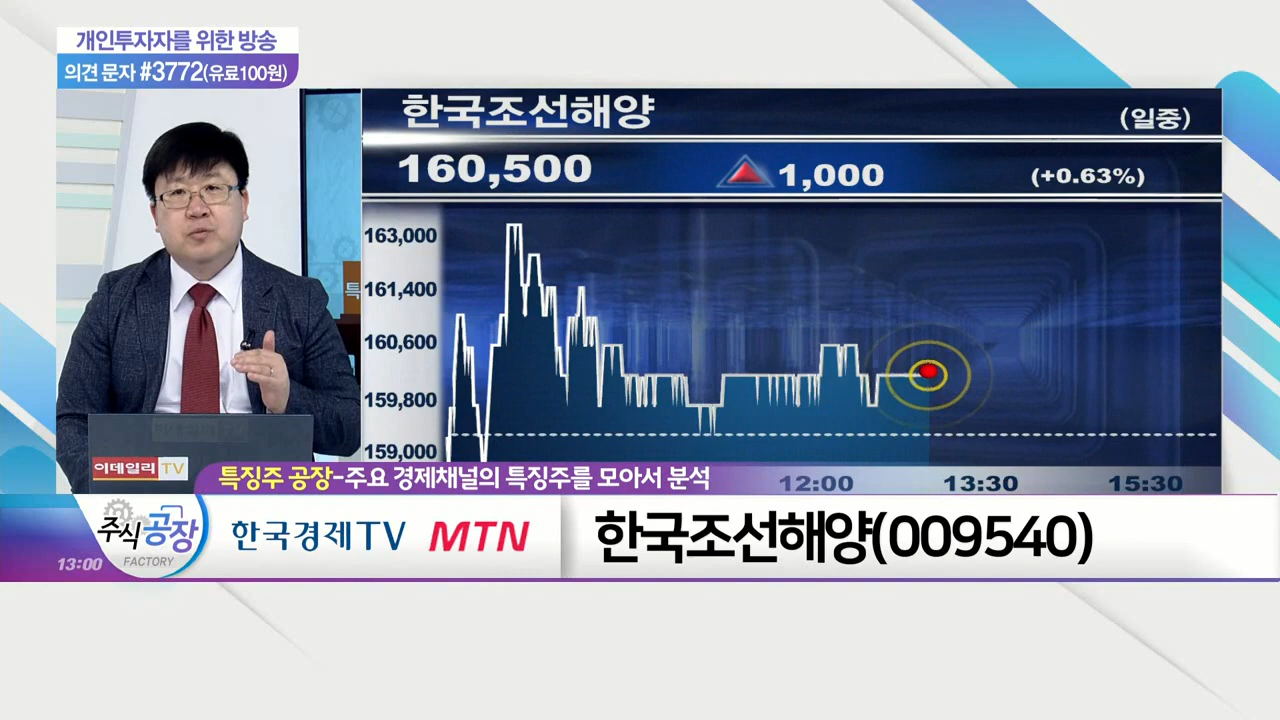 개인투자자를 위한 방송
의견 문자 #3772(유료100원)
한국조선해양
(일중)
160,500
1,000
(+0.63%)
163,000
161,400
160,600
159,800
159,000
특
12:00
13:30
15:30
이데일리 TV
특징주 공장-주요 경제채널의 특징주를 모아서 분석
주식공장
FACTORY
13:00
한국경제TV
MTN
한국조선해양(009540)